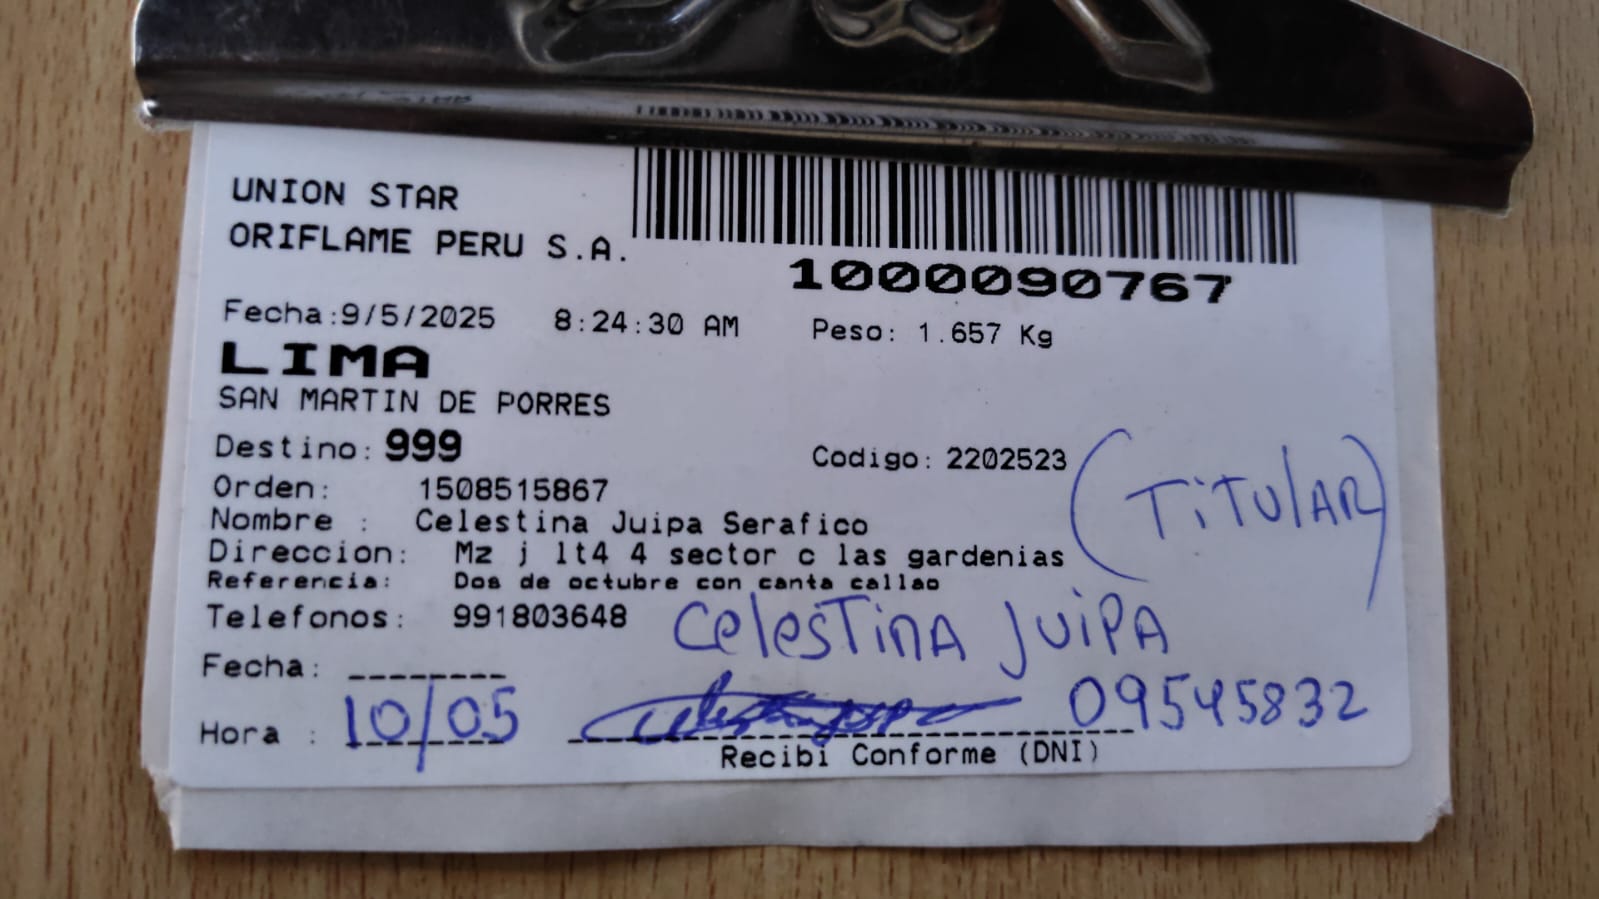 UNION STAR
ORIFLAME PERU S.A.
1000090767
Fecha:9/5/2025 8:24:30 AM Peso: 1.657 Kg
LIMA
SAN MARTIN DE PORRES
Destino: 999 Codigo: 2202523
(TiTulAR)
Orden: 1508515867
Nombre : Celestina Juipa Serafico
Direccion: Mz j lt4 4 sector c las gardenias
Referencia: Dos de octubre con canta callao
Telefonos: 991803648
CelesTinA JuiPA
Fecha:
Hora : 10/05 09545832
Recibi Conforme (DNI)